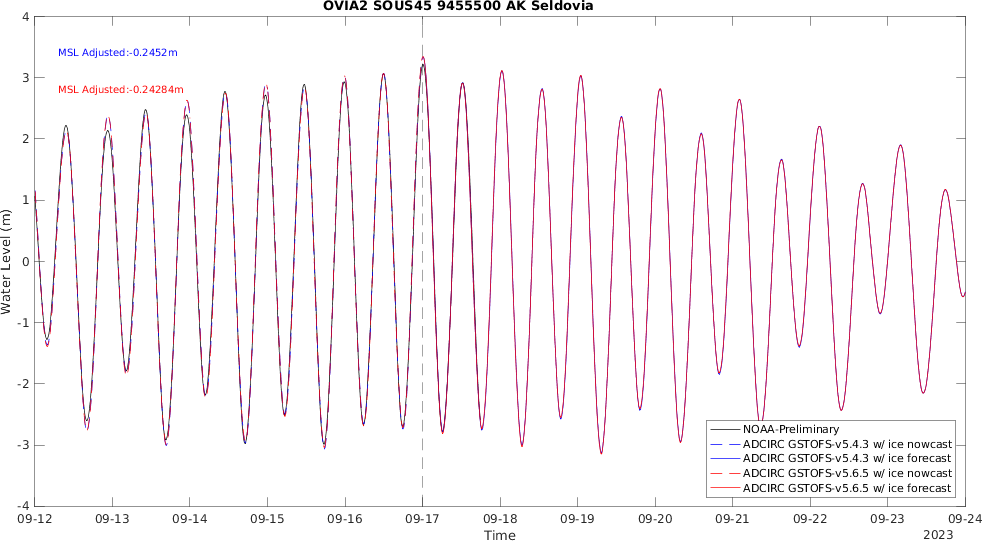 OVIA2 SOUS45 9455500 AK Seldovia
MSL Adjusted:-0.2452m
MSL Adjusted:-0.24284m
Water Level (m)
4
3
2
1
0
-1
-2
-3
-4
NOAA-Preliminary
ADCIRC GSTOFS-v5.4.3 w/ ice nowcast
ADCIRC GSTOFS-v5.4.3 w/ ice forecast
ADCIRC GSTOFS-v5.6.5 w/ ice nowcast
ADCIRC GSTOFS-v5.6.5 w/ ice forecast
09-12 09-13 09-14 09-15 09-16 09-17 09-18 09-19 09-20 09-21 09-22 09-23 09-24
Time
2023